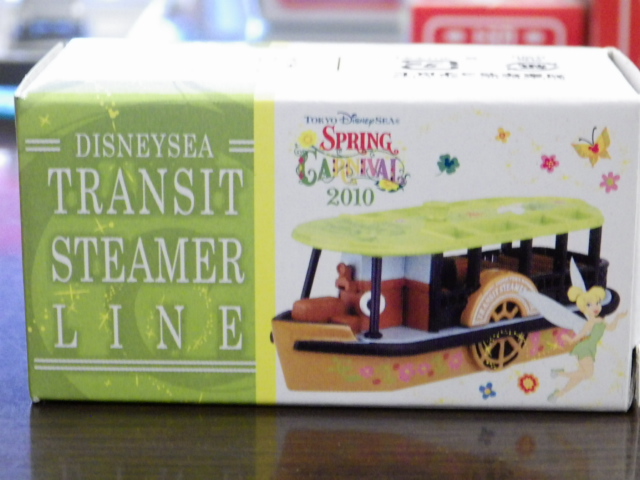 DISNEYSEA
TRANSIT
STEAMER
LINE
TOKYO DisneySEA
SPRING
CARNIVAL
2010